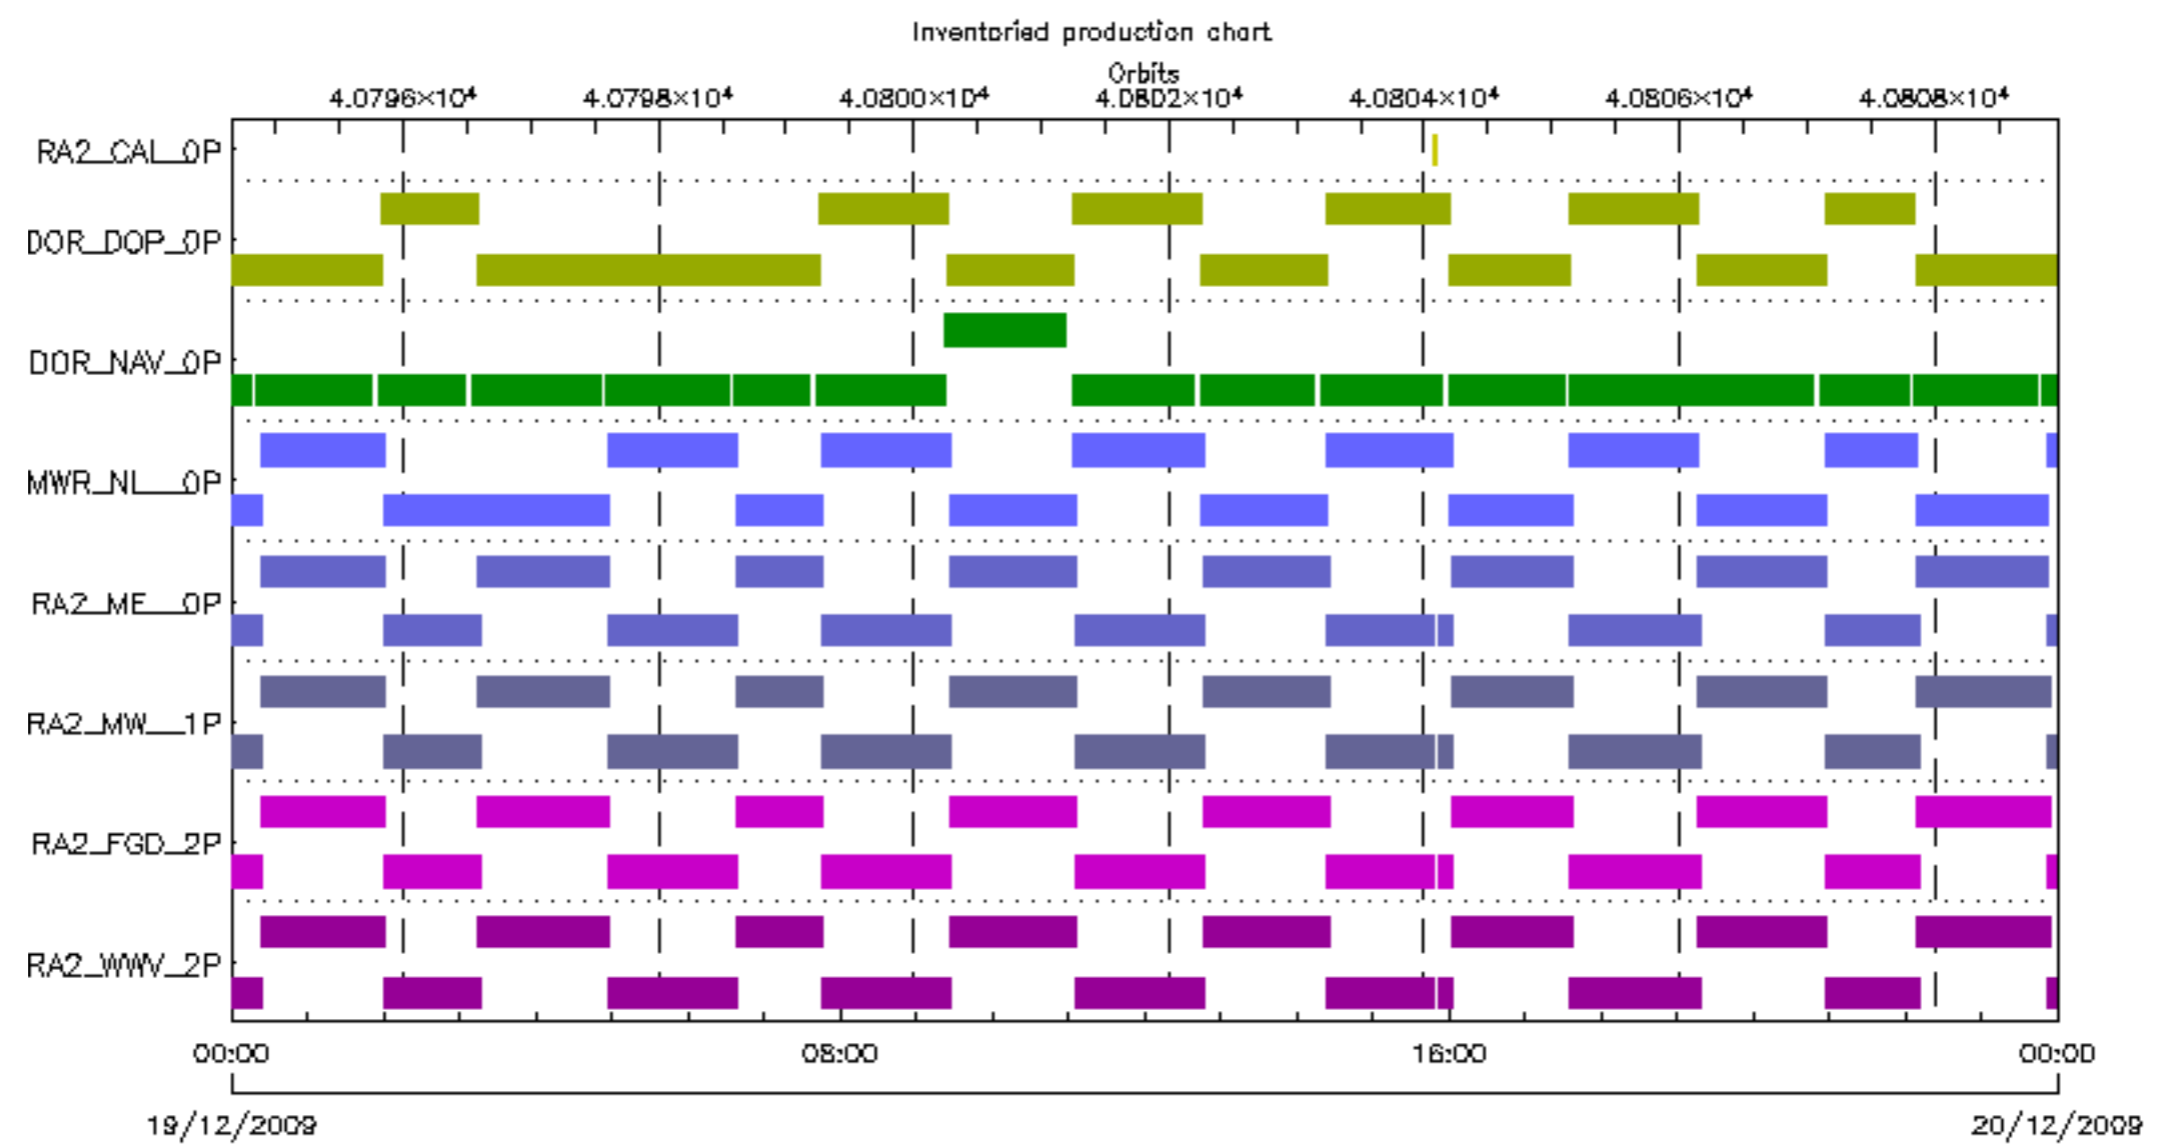 Inventoried production chart
Orbits
4.0796×10⁴ 4.0798×10⁴ 4.0800×10⁴ 4.0802×10⁴ 4.0804×10⁴ 4.0806×10⁴ 4.0808×10⁴
RA2_CAL_0P
DOR_DOP_0P
DOR_NAV_0P
MWR_NL__0P
RA2_ME__0P
RA2_MW__1P
RA2_FGD_2P
RA2_WWV_2P
00:00 08:00 16:00 00:00
19/12/2009 20/12/2009